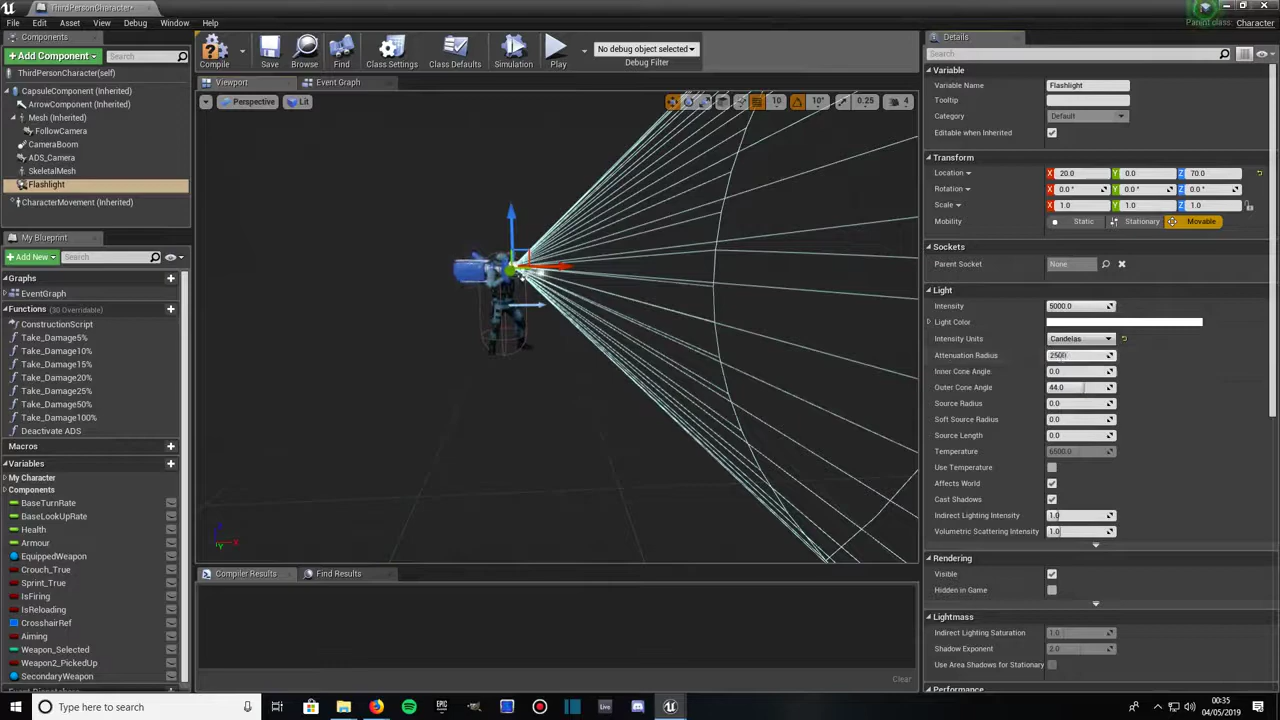 ThirdPersonCharacter*
Parent class: Character
File Edit Asset View Debug Window Help
Components
+ Add Component
Search
ThirdPersonCharacter(self)
CapsuleComponent (Inherited)
ArrowComponent (Inherited)
Mesh (Inherited)
FollowCamera
CameraBoom
ADS_Camera
SkeletalMesh
Flashlight
CharacterMovement (Inherited)
My Blueprint
+ Add New
Search
Graphs
EventGraph
Functions (30 Overridable)
ConstructionScript
Take_Damage5%
Take_Damage10%
Take_Damage15%
Take_Damage20%
Take_Damage25%
Take_Damage50%
Take_Damage100%
Deactivate ADS
Macros
Variables
My Character
Components
BaseTurnRate
BaseLookUpRate
Health
Armour
EquippedWeapon
Crouch_True
Sprint_True
IsFiring
IsReloading
CrosshairRef
Aiming
Weapon_Selected
Weapon2_PickedUp
SecondaryWeapon
Event Dispatchers
Compile Save Browse Find Class Settings Class Defaults Simulation Play
No debug object selected
Debug Filter
Viewport Event Graph
Perspective Lit
10 10° 0.25 4
Compiler Results Find Results
Clear
Details
Search
Variable
Variable Name Flashlight
Tooltip
Category Default
Editable when Inherited
Transform
Location X 20.0 Y 0.0 Z 70.0
Rotation X 0.0 ° Y 0.0 ° Z 0.0 °
Scale X 1.0 Y 1.0 Z 1.0
Mobility Static Stationary Movable
Sockets
Parent Socket None
Light
Intensity 5000.0
Light Color
Intensity Units Candelas
Attenuation Radius 2500
Inner Cone Angle 0.0
Outer Cone Angle 44.0
Source Radius 0.0
Soft Source Radius 0.0
Source Length 0.0
Temperature 6500.0
Use Temperature
Affects World
Cast Shadows
Indirect Lighting Intensity 1.0
Volumetric Scattering Intensity 1.0
Rendering
Visible
Hidden in Game
Lightmass
Indirect Lighting Saturation 1.0
Shadow Exponent 2.0
Use Area Shadows for Stationary
Performance
Type here to search
00:35
04/05/2019